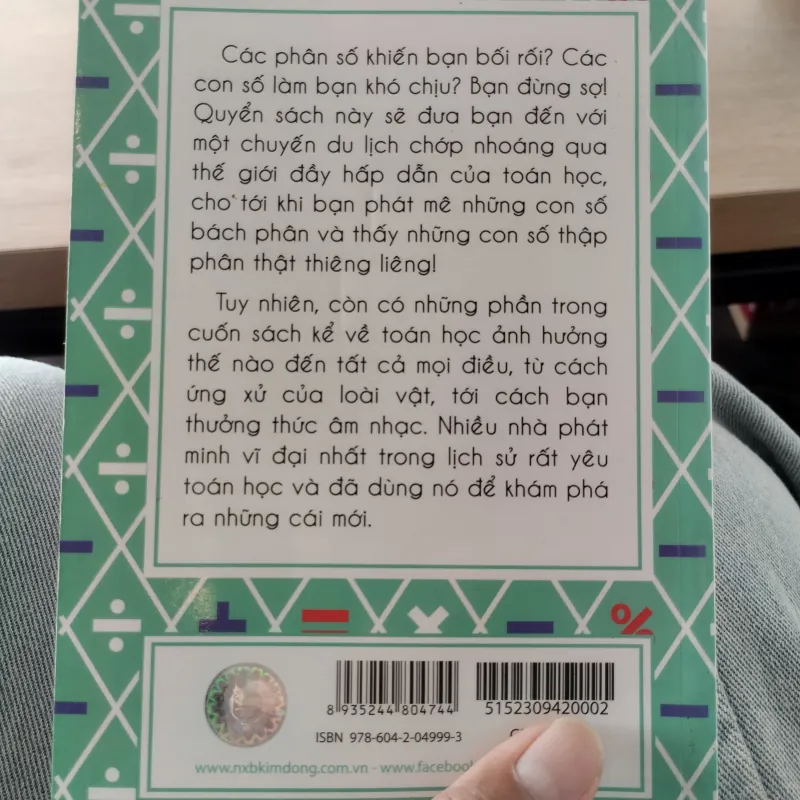 Các phân số khiến bạn bối rối? Các
con số làm bạn khó chịu? Bạn đừng sợ!
Quyển sách này sẽ đưa bạn đến với
một chuyến du lịch chớp nhoáng qua
thế giới đầy hấp dẫn của toán học,
cho tới khi bạn phát mê những con số
bách phân và thấy những con số thập
phân thật thiêng liêng!
Tuy nhiên, còn có những phần trong
cuốn sách kể về toán học ảnh hưởng
thế nào đến tất cả mọi điều, từ cách
ứng xử của loài vật, tới cách bạn
thưởng thức âm nhạc. Nhiều nhà phát
minh vĩ đại nhất trong lịch sử rất yêu
toán học và đã dùng nó để khám phá
ra những cái mới.
8 935244 804744
5152309420002
ISBN 978-604-2-04999-3
www.nxbkimdong.com.vn - www.facebook